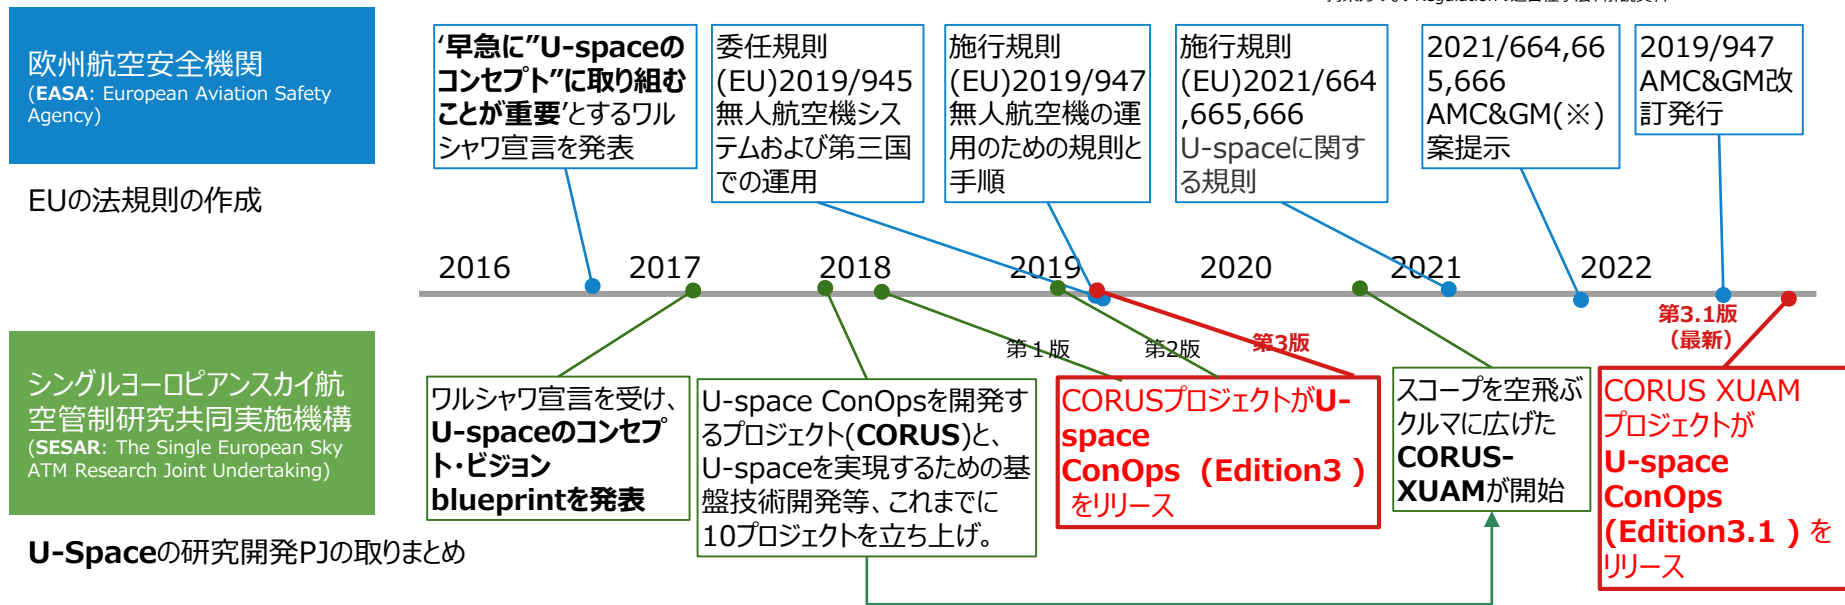 欧州航空安全機関
(EASA: European Aviation Safety
Agency)
EUの法規則の作成
‘早急に”U-spaceの
コンセプト”に取り組む
ことが重要’とするワル
シャワ宣言を発表
委任規則
(EU)2019/945
無人航空機シス
テムおよび第三国
での運用
施行規則
(EU)2019/947
無人航空機の運
用のための規則と
手順
施行規則
(EU)2021/664
,665,666
U-spaceに関す
る規則
2021/664,66
5,666
AMC&GM(※)
案提示
2019/947
AMC&GM改
訂発行
2016
2017
2018
2019
2020
2021
2022
第１版
第2版
第3版
第3.1版
（最新）
シングルヨーロピアンスカイ航
空管制研究共同実施機構
(SESAR: The Single European Sky
ATM Research Joint Undertaking)
U-Spaceの研究開発PJの取りまとめ
ワルシャワ宣言を受け、
U-spaceのコンセプ
ト・ビジョン
blueprintを発表
U-space ConOpsを開発す
るプロジェクト(CORUS)と、
U-spaceを実現するための基
盤技術開発等、これまでに
10プロジェクトを立ち上げ。
CORUSプロジェクトがU-
space
ConOps（Edition3 ）
をリリース
スコープを空飛ぶ
クルマに広げた
CORUS-
XUAMが開始
CORUS XUAM
プロジェクトが
U-space
ConOps
(Edition3.1 ) を
リリース